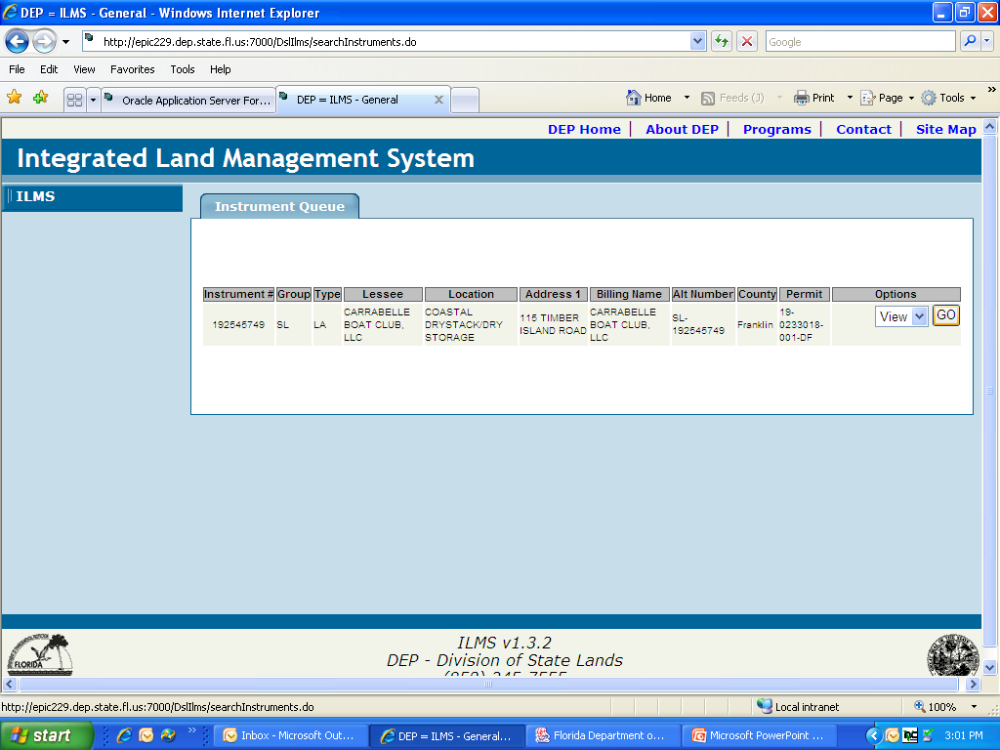 DEP = ILMS - General - Windows Internet Explorer
http://epic229.dep.state.fl.us:7000/DslIlms/searchInstruments.do
Google
File Edit View Favorites Tools Help
Oracle Application Server For... DEP = ILMS - General Home Feeds (J) Print Page Tools »
DEP Home | About DEP | Programs | Contact | Site Map
Integrated Land Management System
ILMS
Instrument Queue
Instrument # Group Type Lessee Location Address 1 Billing Name Alt Number County Permit Options
192545749 SL LA CARRABELLE BOAT CLUB, LLC COASTAL DRYSTACK/DRY STORAGE 115 TIMBER ISLAND ROAD CARRABELLE BOAT CLUB, LLC SL-192545749 Franklin 19-0233018-001-DF View GO
FLORIDA
ILMS v1.3.2
DEP - Division of State Lands
http://epic229.dep.state.fl.us:7000/DslIlms/searchInstruments.do Local intranet 100%
start » Inbox - Microsoft Out... DEP = ILMS - General... Florida Department o... Microsoft PowerPoint ... 3:01 PM